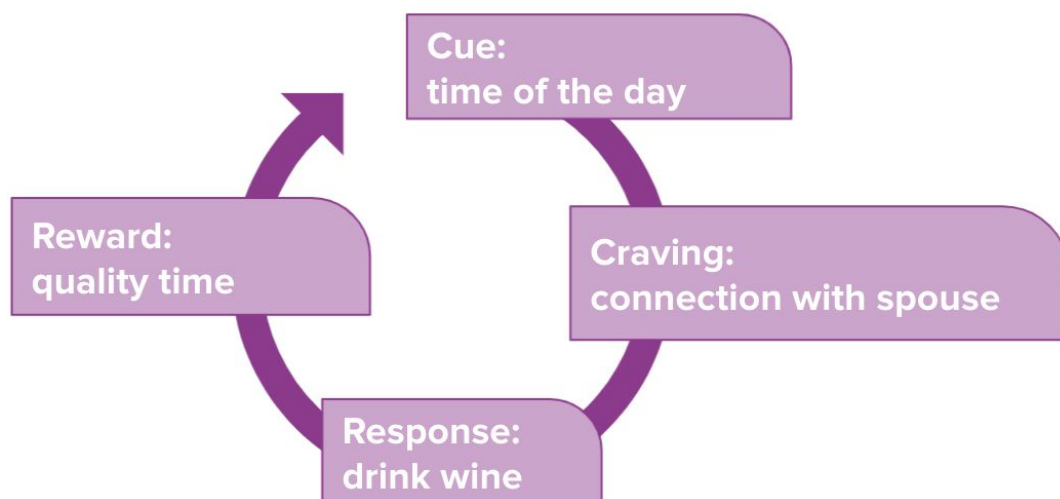 Cue:
time of the day
Craving:
connection with spouse
Response:
drink wine
Reward:
quality time